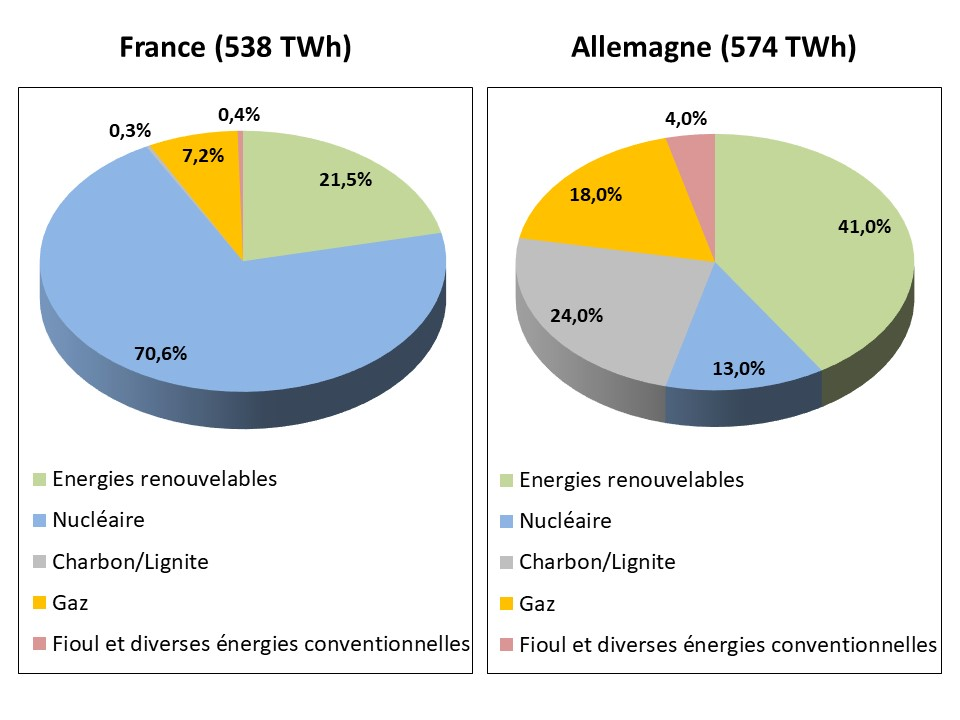 France (538 TWh)
0,4%
0,3%
7,2%
21,5%
70,6%
Energies renouvelables
Nucléaire
Charbon/Lignite
Gaz
Fioul et diverses énergies conventionnelles
Allemagne (574 TWh)
4,0%
18,0%
41,0%
24,0%
13,0%
Energies renouvelables
Nucléaire
Charbon/Lignite
Gaz
Fioul et diverses énergies conventionnelles